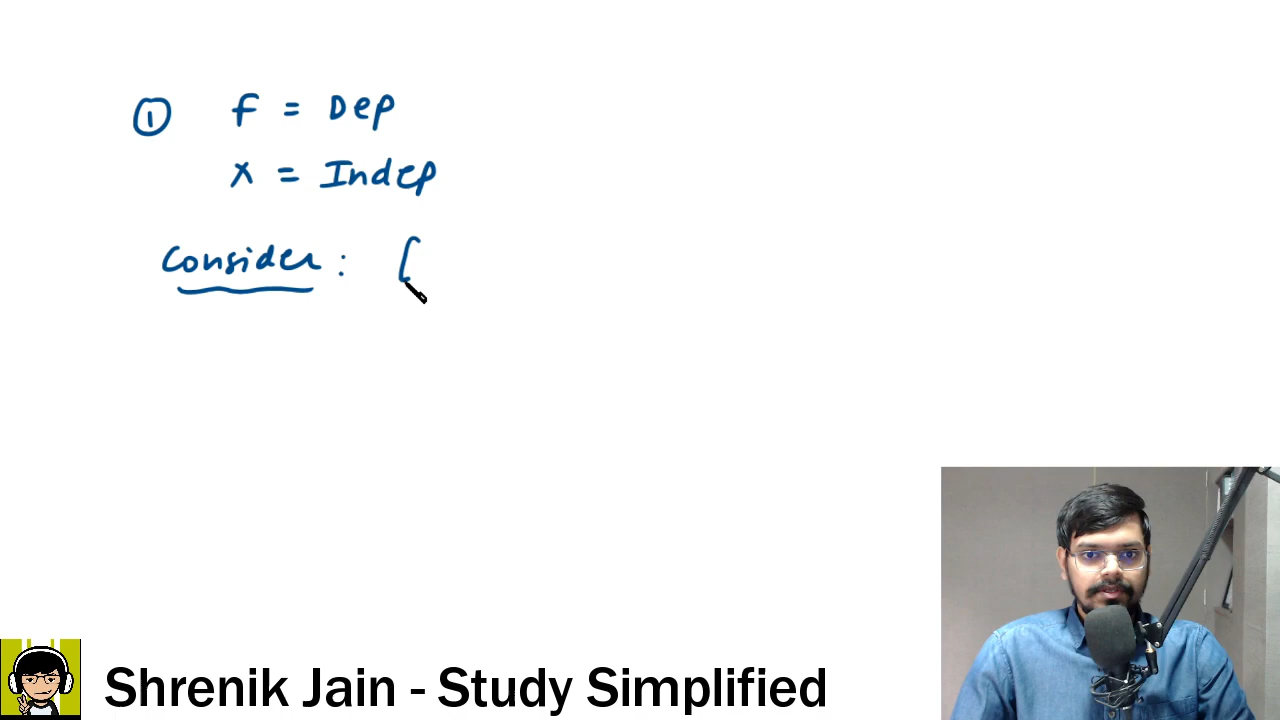 ① f = Dep
x = Indep
Consider : [
Shrenik Jain - Study Simplified